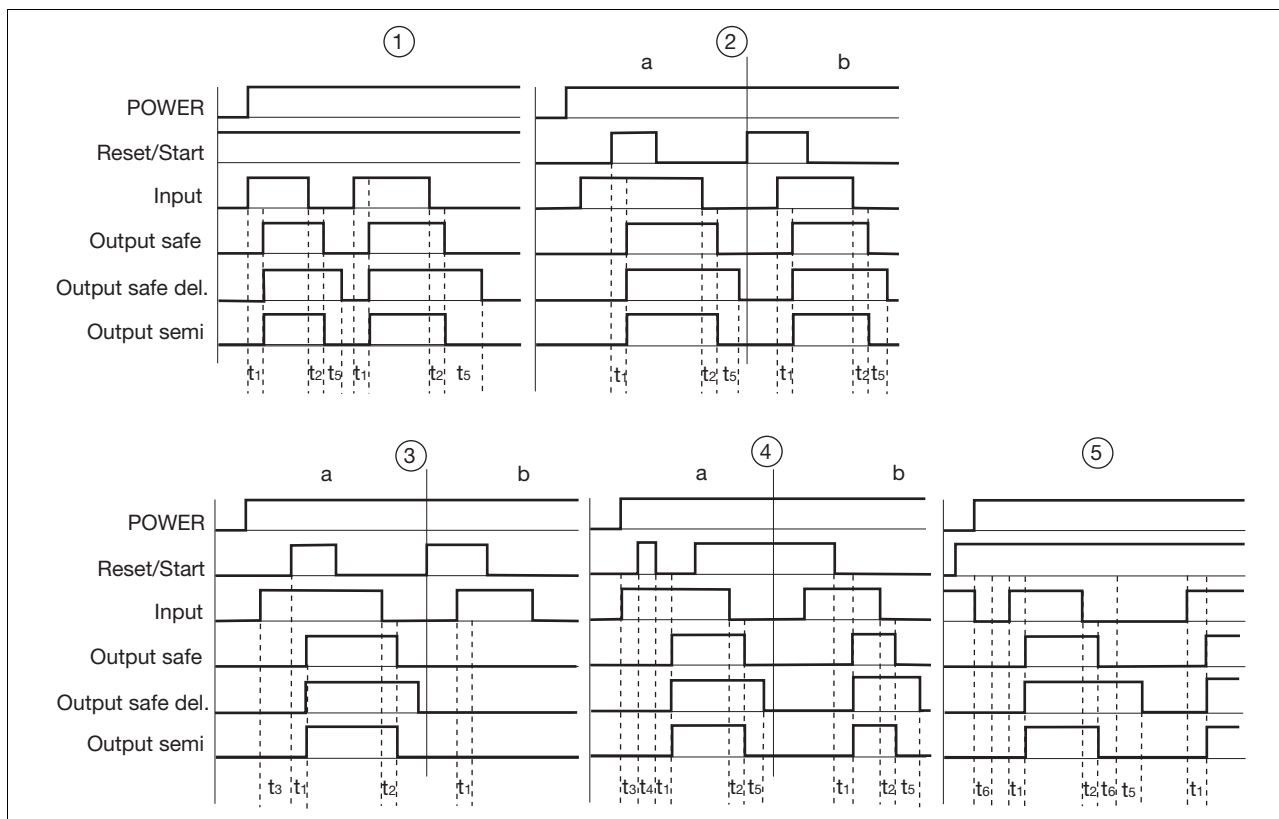 ① ②
a b
POWER
Reset/Start
Input
Output safe
Output safe del.
Output semi
t1 t2 t5 t1 t2 t5 t1 t2 t5 t1 t2 t5
③ ④ ⑤
a b a b
POWER
Reset/Start
Input
Output safe
Output safe del.
Output semi
t3 t1 t2 t1 t3 t4 t1 t2 t5 t1 t2 t5 t6 t1 t2 t6 t5 t1